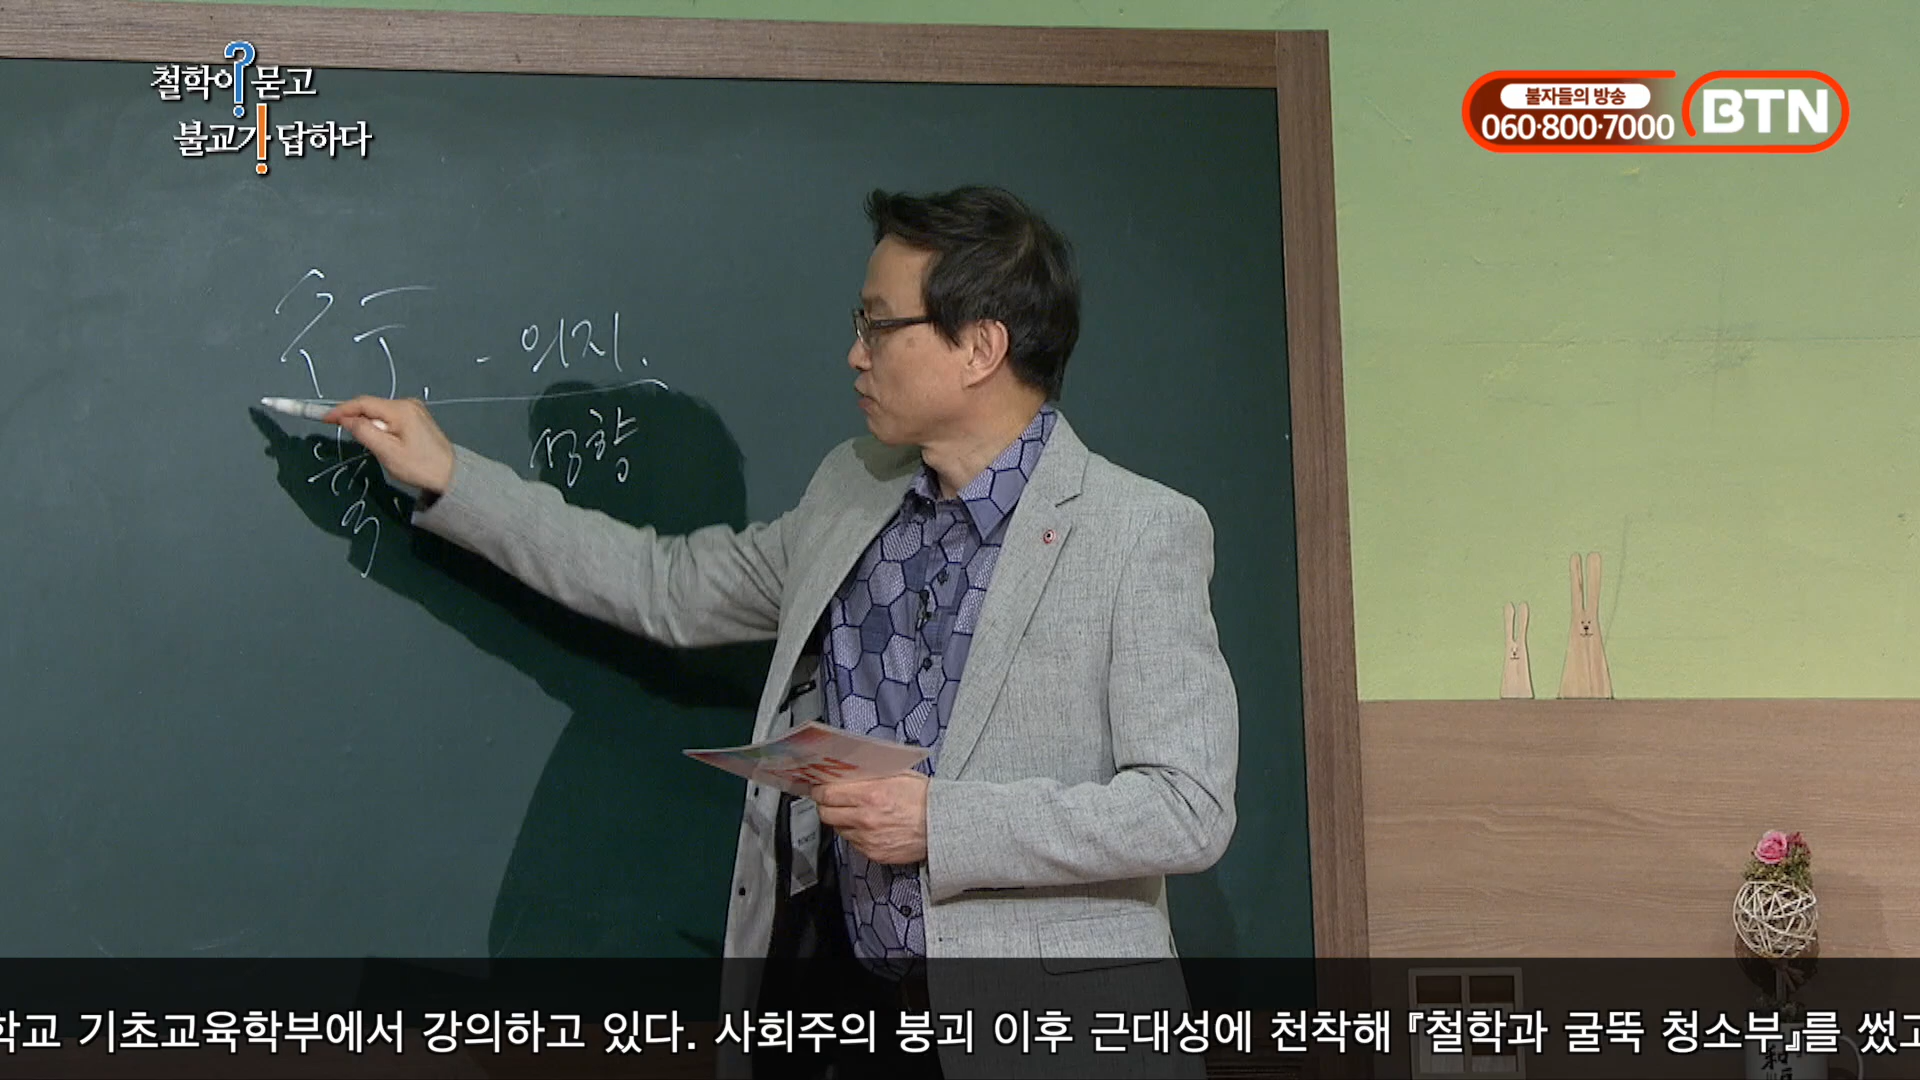 철학이 묻고
불교가 답하다
불자들의 방송
060·800·7000
BTN
行. - 의지.
성향
학교 기초교육학부에서 강의하고 있다. 사회주의 붕괴 이후 근대성에 천착해 『철학과 굴뚝 청소부』를 썼고